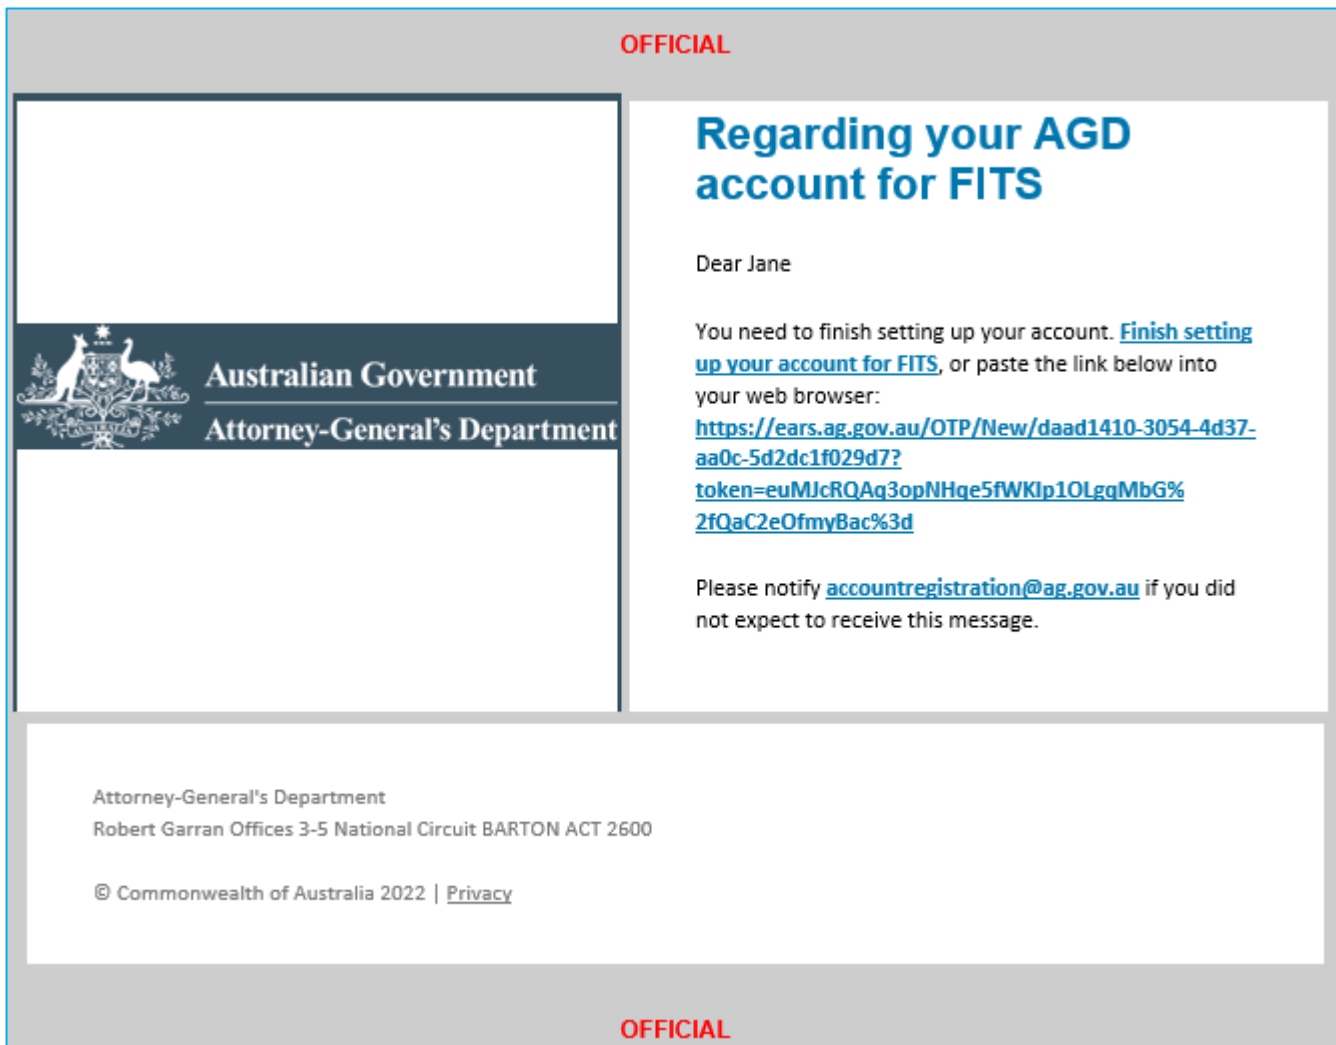 OFFICIAL
Australian Government
Attorney-General's Department
Regarding your AGD
account for FITS
Dear Jane
You need to finish setting up your account. Finish setting
up your account for FITS, or paste the link below into
your web browser:
https://ears.ag.gov.au/OTP/New/daad1410-3054-4d37-
aa0c-5d2dc1f029d7?
token=euMJcRQAq3opNHqe5fWKlp1OLgqMbG%
2fQaC2eOfmyBac%3d
Please notify accountregistration@ag.gov.au if you did
not expect to receive this message.
Attorney-General's Department
Robert Garran Offices 3-5 National Circuit BARTON ACT 2600
© Commonwealth of Australia 2022 | Privacy
OFFICIAL